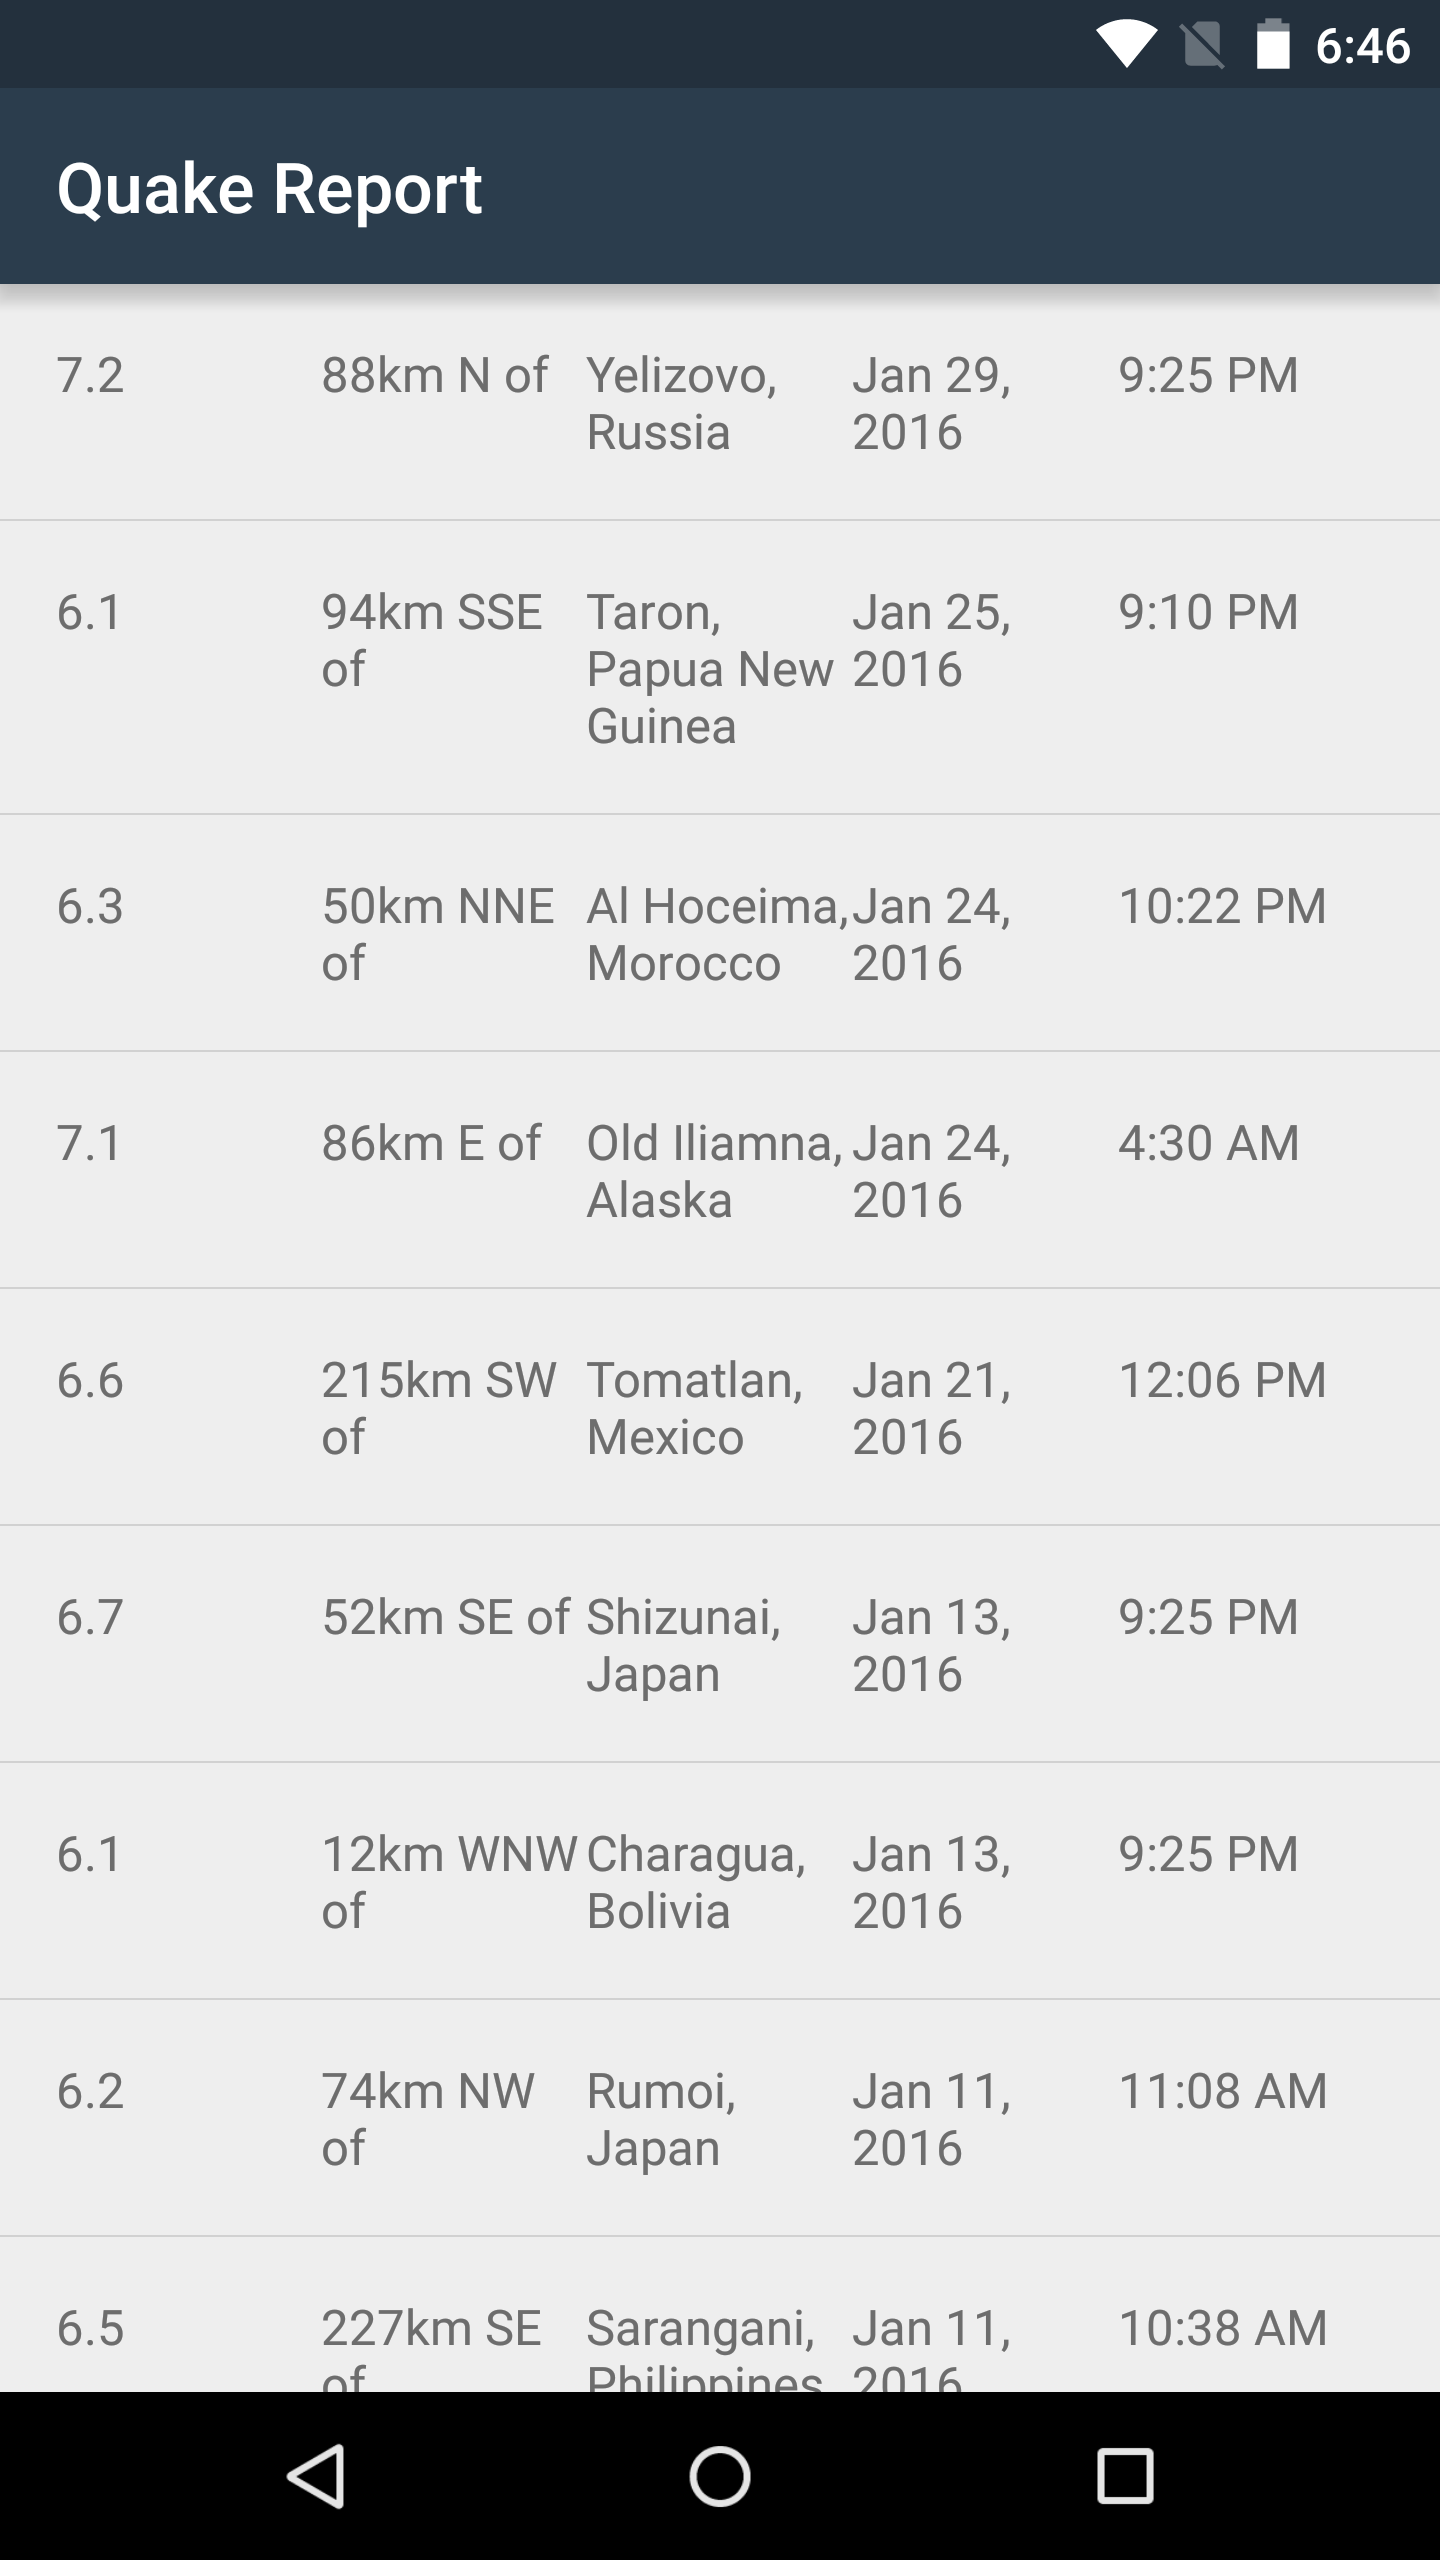 6:46
Quake Report
7.2 88km N of Yelizovo, Jan 29, 9:25 PM
Russia 2016
6.1 94km SSE Taron, Jan 25, 9:10 PM
of Papua New 2016
Guinea
6.3 50km NNE Al Hoceima, Jan 24, 10:22 PM
of Morocco 2016
7.1 86km E of Old Iliamna, Jan 24, 4:30 AM
Alaska 2016
6.6 215km SW Tomatlan, Jan 21, 12:06 PM
of Mexico 2016
6.7 52km SE of Shizunai, Jan 13, 9:25 PM
Japan 2016
6.1 12km WNW Charagua, Jan 13, 9:25 PM
of Bolivia 2016
6.2 74km NW Rumoi, Jan 11, 11:08 AM
of Japan 2016
6.5 227km SE Sarangani, Jan 11, 10:38 AM
of Philippines 2016